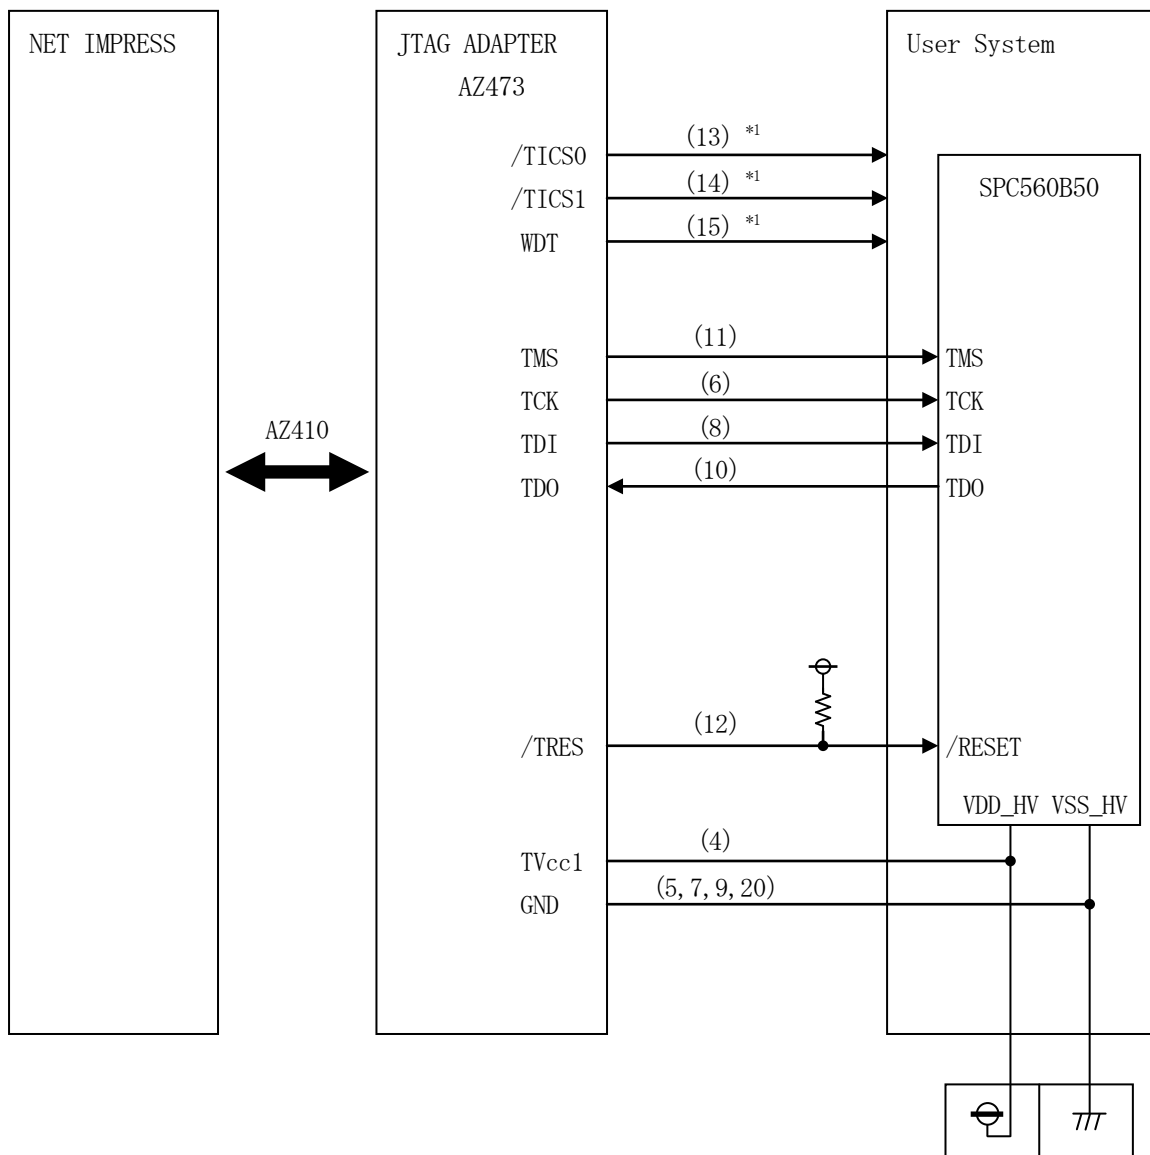 NET IMPRESS
JTAG ADAPTER
AZ473
User System
/TICS0
(13) *1
/TICS1
(14) *1
WDT
(15) *1
SPC560B50
TMS
(11)
TMS
TCK
(6)
TCK
TDI
(8)
TDI
TDO
(10)
TDO
AZ410
/TRES
(12)
/RESET
VDD_HV VSS_HV
TVcc1
(4)
GND
(5,7,9,20)